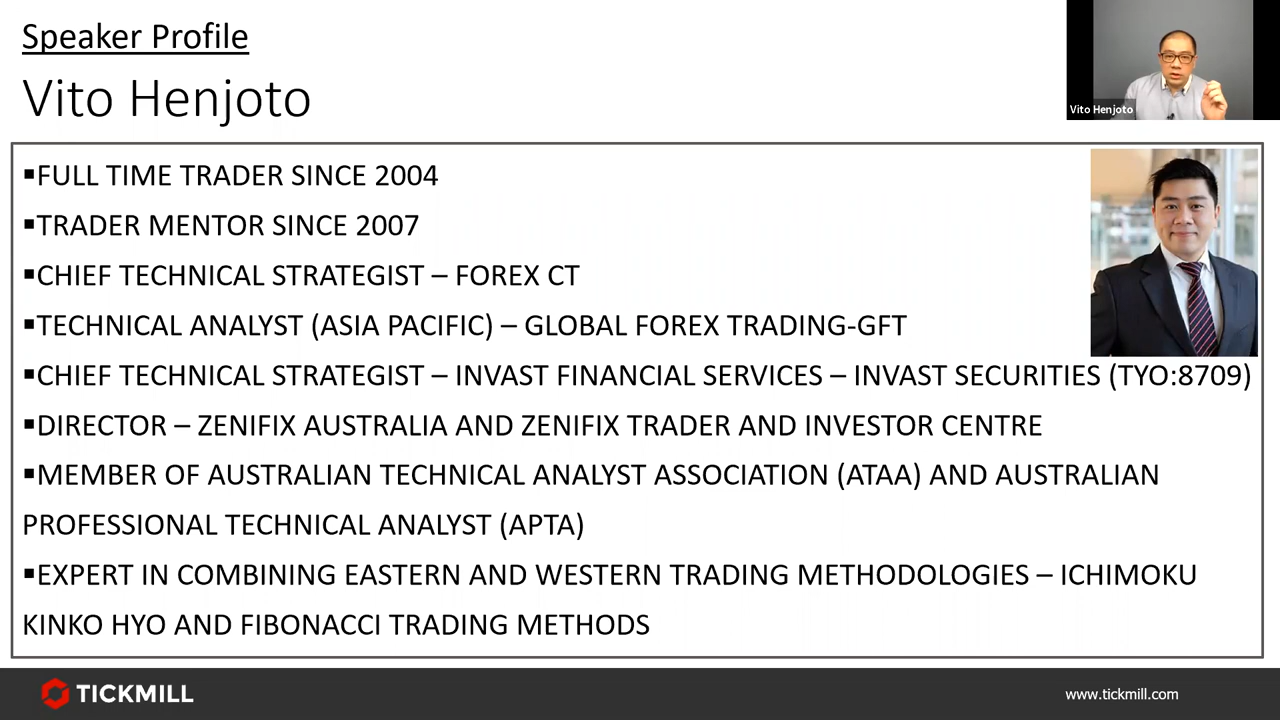 Speaker Profile
Vito Henjoto
Vito Henjoto
▪FULL TIME TRADER SINCE 2004
▪TRADER MENTOR SINCE 2007
▪CHIEF TECHNICAL STRATEGIST – FOREX CT
▪TECHNICAL ANALYST (ASIA PACIFIC) – GLOBAL FOREX TRADING-GFT
▪CHIEF TECHNICAL STRATEGIST – INVAST FINANCIAL SERVICES – INVAST SECURITIES (TYO:8709)
▪DIRECTOR – ZENIFIX AUSTRALIA AND ZENIFIX TRADER AND INVESTOR CENTRE
▪MEMBER OF AUSTRALIAN TECHNICAL ANALYST ASSOCIATION (ATAA) AND AUSTRALIAN
PROFESSIONAL TECHNICAL ANALYST (APTA)
▪EXPERT IN COMBINING EASTERN AND WESTERN TRADING METHODOLOGIES – ICHIMOKU
KINKO HYO AND FIBONACCI TRADING METHODS
TICKMILL
www.tickmill.com